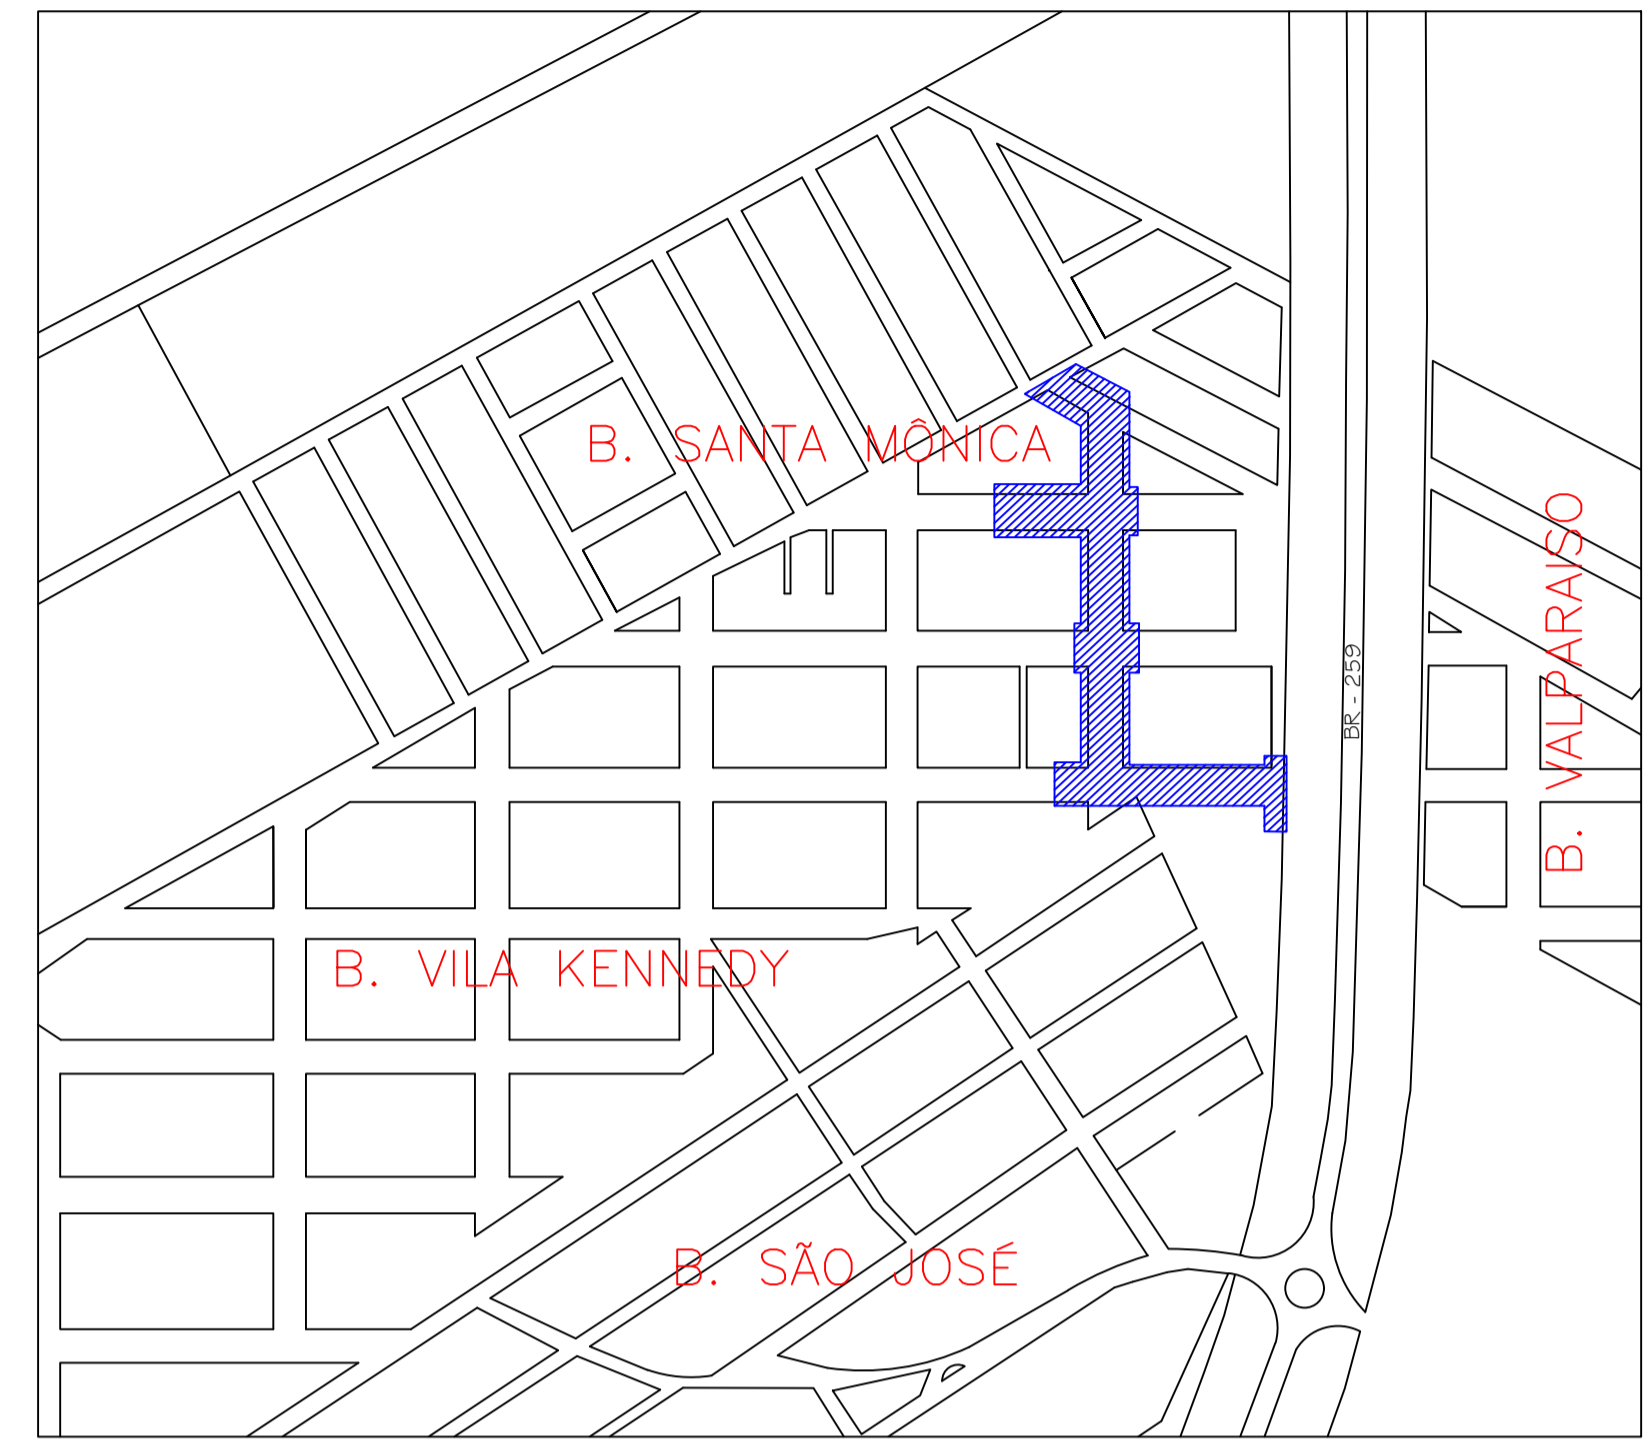 B. SANTA MÔNICA
BR - 259
B. VALPARAISO
B. VILA KENNEDY
B. SÃO JOSÉ